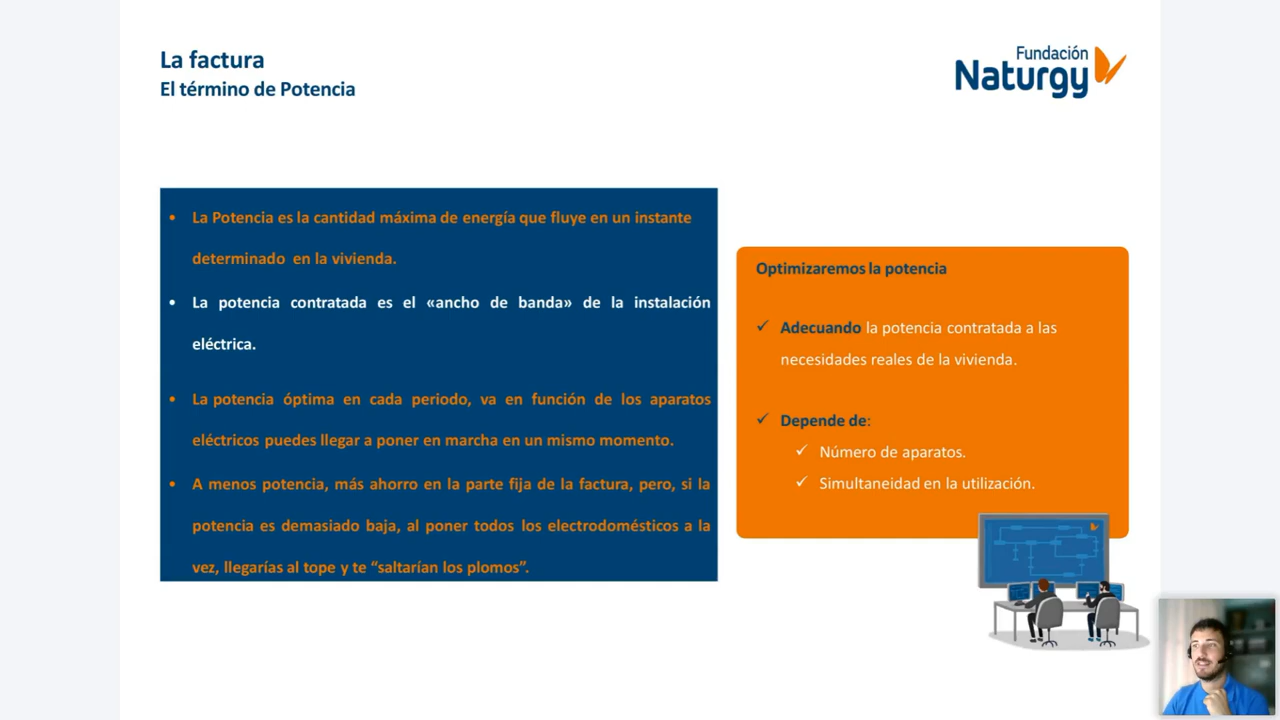 La factura
El término de Potencia
Fundación
Naturgy
• La Potencia es la cantidad máxima de energía que fluye en un instante
determinado en la vivienda.
• La potencia contratada es el «ancho de banda» de la instalación
eléctrica.
• La potencia óptima en cada periodo, va en función de los aparatos
eléctricos puedes llegar a poner en marcha en un mismo momento.
• A menos potencia, más ahorro en la parte fija de la factura, pero, si la
potencia es demasiado baja, al poner todos los electrodomésticos a la
vez, llegarías al tope y te “saltarían los plomos”.
Optimizaremos la potencia
✓ Adecuando la potencia contratada a las
necesidades reales de la vivienda.
✓ Depende de:
✓ Número de aparatos.
✓ Simultaneidad en la utilización.